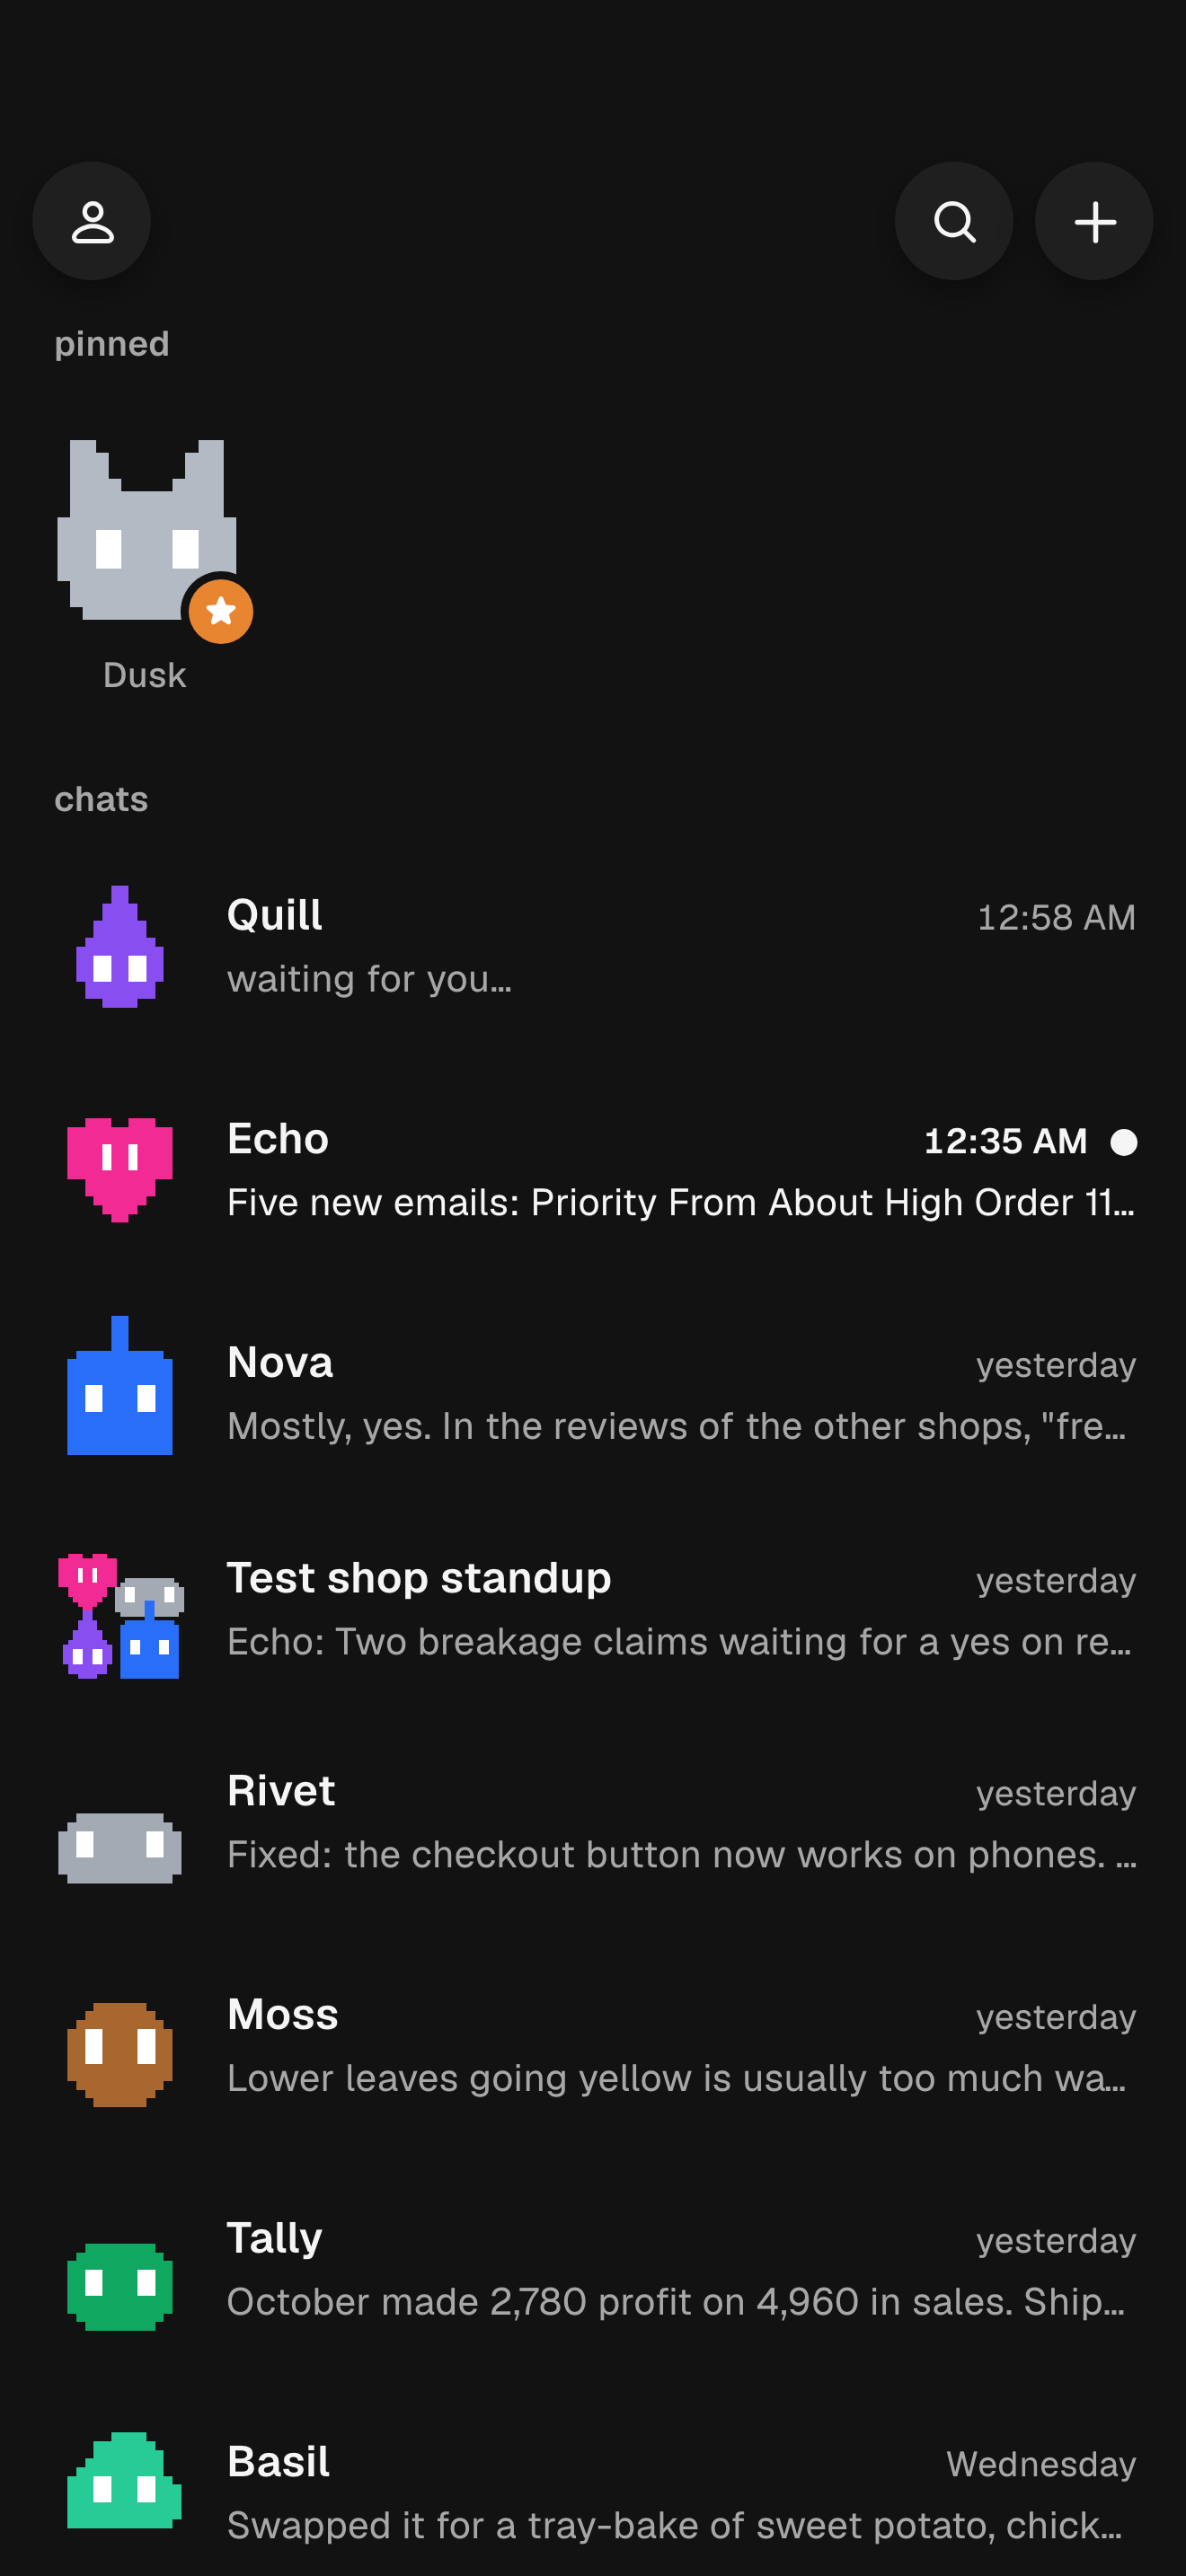 pinned
Dusk
chats
Quill
12:58 AM
waiting for you...
Echo
12:35 AM
Five new emails: Priority From About High Order 11...
Nova
yesterday
Mostly, yes. In the reviews of the other shops, "fre...
Test shop standup
yesterday
Echo: Two breakage claims waiting for a yes on re...
Rivet
yesterday
Fixed: the checkout button now works on phones. ...
Moss
yesterday
Lower leaves going yellow is usually too much wa...
Tally
yesterday
October made 2,780 profit on 4,960 in sales. Ship...
Basil
Wednesday
Swapped it for a tray-bake of sweet potato, chick...